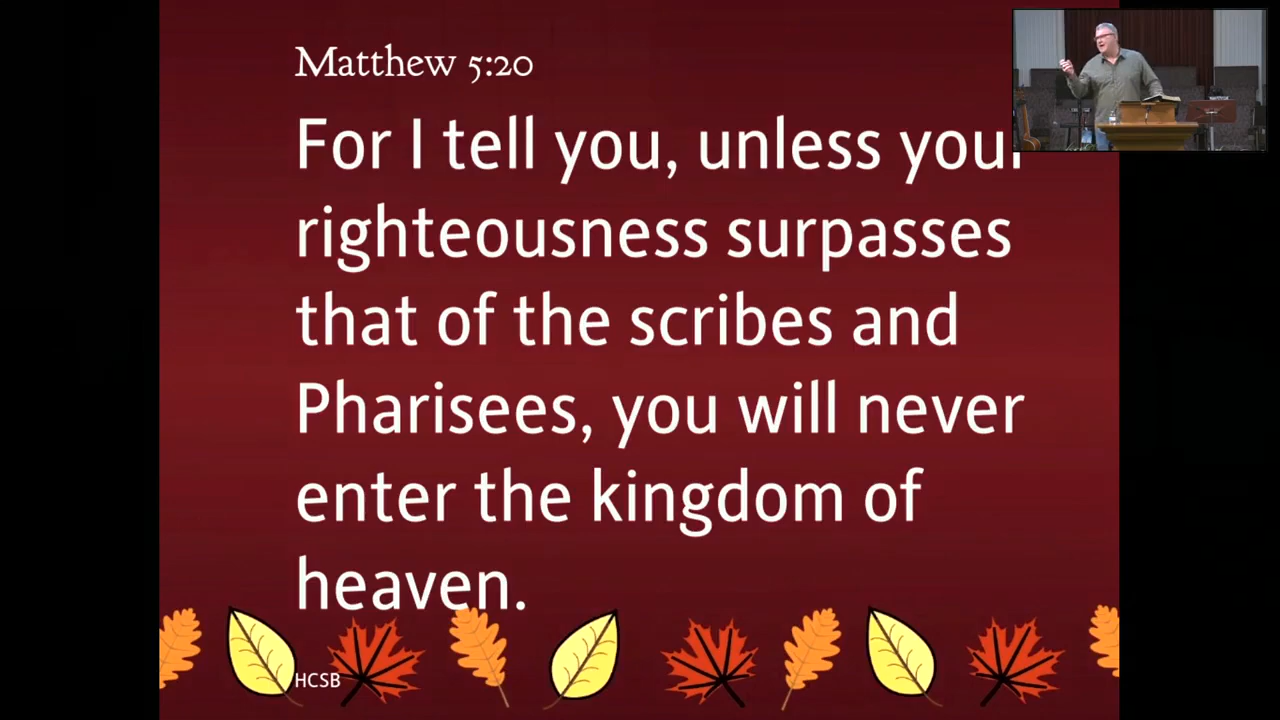 Matthew 5:20
For I tell you, unless your
righteousness surpasses
that of the scribes and
Pharisees, you will never
enter the kingdom of
heaven.
HCSB